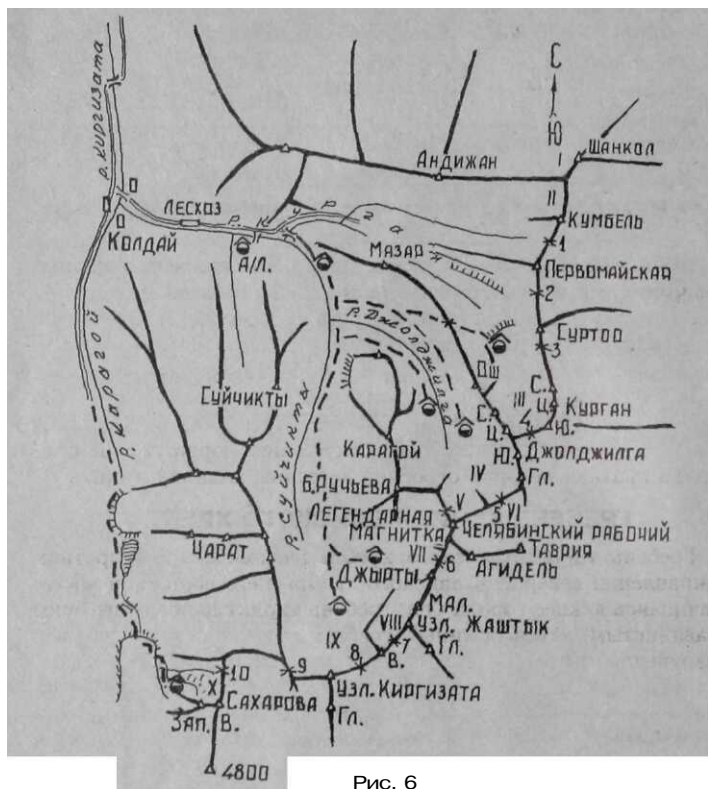 р. киргизата
С
Ю
I
ШАНКОЛ
АНДИЖАН
II
КУМБЕЛЬ
ЛЕСХОЗ
р. Курга
1
КОЛДАЙ
А/Л.
МАЗАР
ПЕРВОМАЙСКАЯ
2
Р. ДЖОЛДЖИЛГА
СУРТОО
3
Р. КАРАГОЙ
СУЙЧИКТЫ
р. суйчикты
ОШ
С.
С.
III
Ц.
КУРГАН
Ц.
4
Ю.
КАРАГОЙ
Ю.
ДЖОЛДЖИЛГА
IV
ГЛ.
Б. РУЧЬЕВА
V
5
VI
ЛЕГЕНДАРНАЯ
МАГНИТКА
ЧЕЛЯБИНСКИЙ РАБОЧИЙ
ЧАРАТ
VII
6
ТАВРИЯ
ДЖЫРТЫ
АГИДЕЛЬ
МАЛ.
VIII
УЗЛ. ЖАШТЫК
IX
7
ГЛ.
8
В.
10
9
X
САХАРОВА
УЗЛ. КИРГИЗАТА
ЗАП.
В.
ГЛ.
4800
Рис. 6